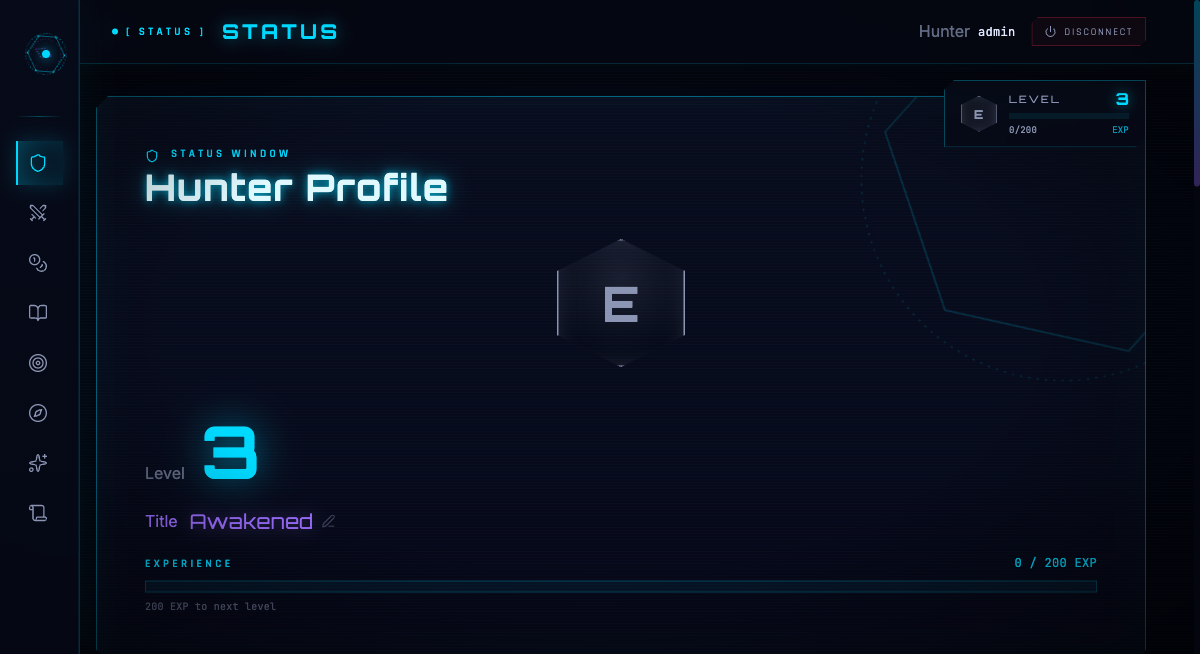 [ STATUS ] STATUS
Hunter admin
DISCONNECT
E
LEVEL 3
0/200 EXP
STATUS WINDOW
Hunter Profile
E
Level 3
Title Awakened
EXPERIENCE 0 / 200 EXP
200 EXP to next level